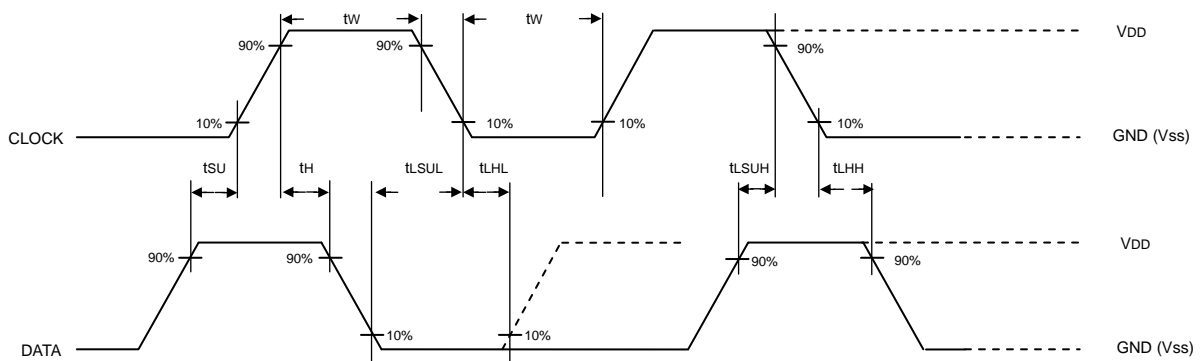 tW
tW
VDD
90%
90%
90%
10%
10%
10%
10%
CLOCK
GND (Vss)
tSU
tH
tLSUL
tLHL
tLSUH
tLHH
VDD
90%
90%
90%
90%
10%
10%
DATA
GND (Vss)